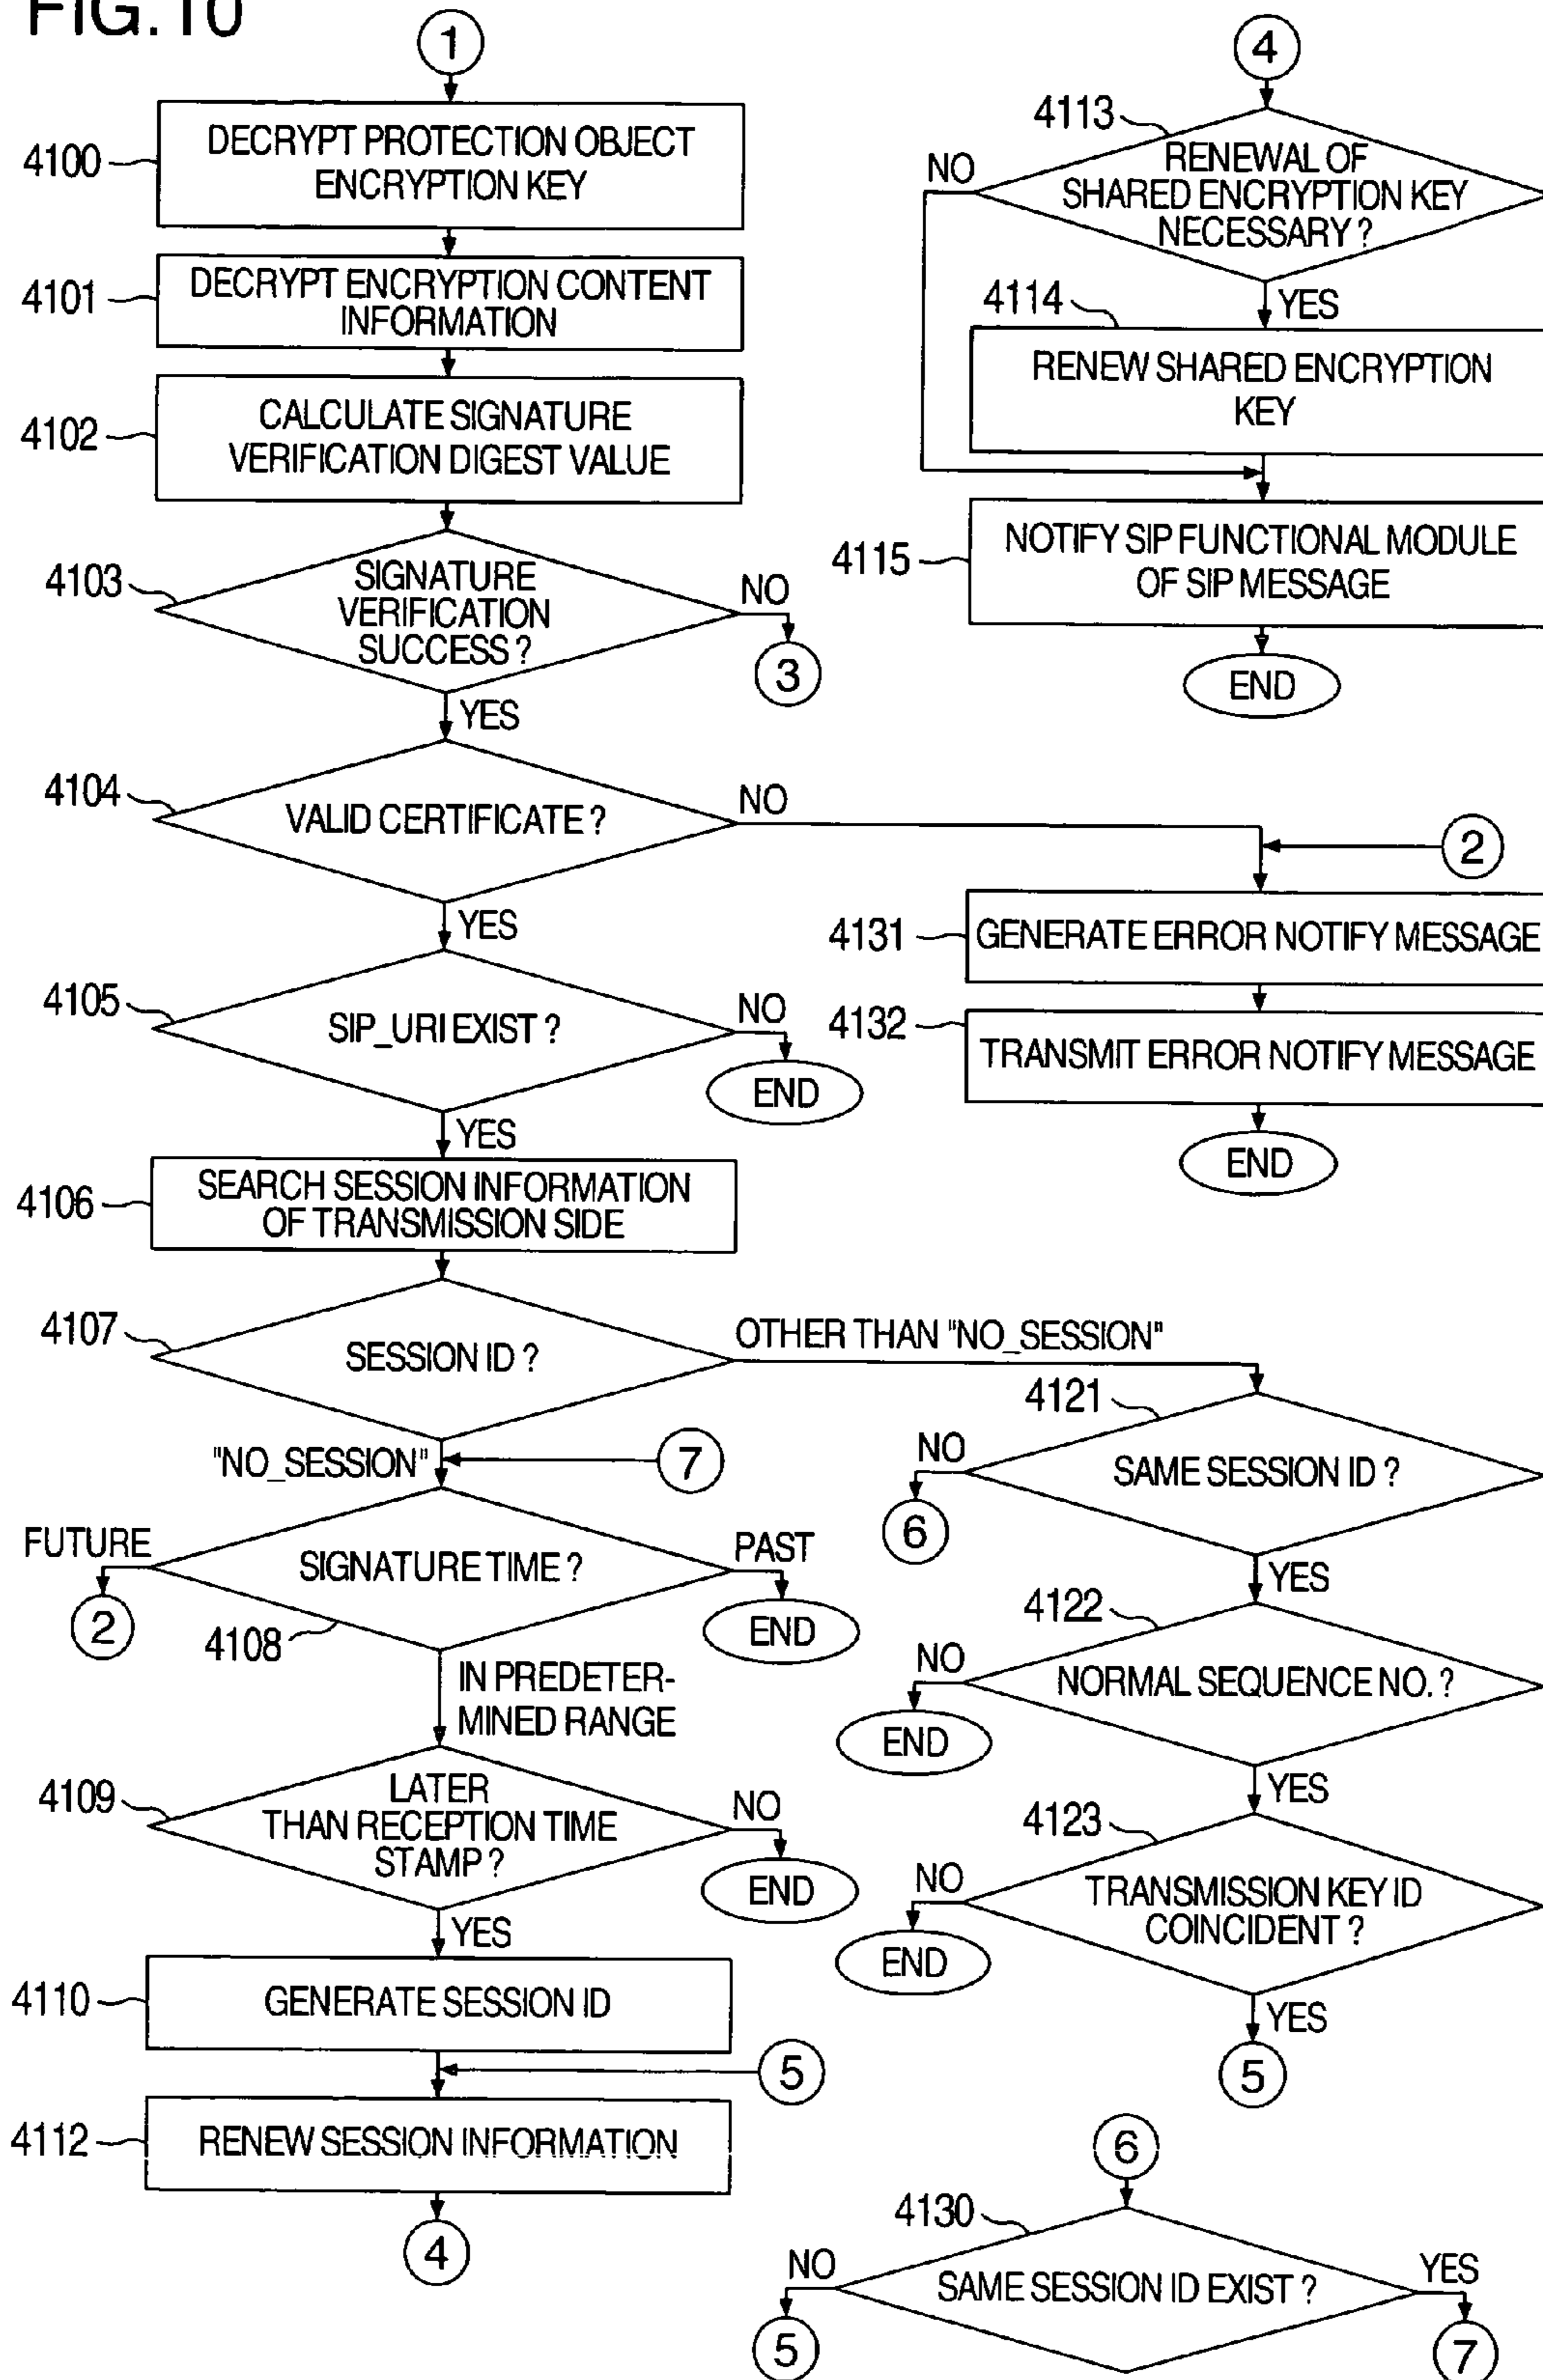 FIG. 10
1
4100
DECRYPT PROTECTION OBJECT
ENCRYPTION KEY
4101
DECRYPT ENCRYPTION CONTENT
INFORMATION
4102
CALCULATE SIGNATURE
VERIFICATION DIGEST VALUE
4103
SIGNATURE
VERIFICATION
SUCCESS ?
NO
3
YES
4104
VALID CERTIFICATE ?
NO
YES
4105
SIP_URI EXIST ?
NO
END
YES
4106
SEARCH SESSION INFORMATION
OF TRANSMISSION SIDE
4107
SESSION ID ?
OTHER THAN "NO_SESSION"
"NO_SESSION"
7
FUTURE
2
SIGNATURE TIME ?
4108
PAST
END
IN PREDETER-
MINED RANGE
4109
LATER
THAN RECEPTION TIME
STAMP ?
NO
END
YES
4110
GENERATE SESSION ID
5
4112
RENEW SESSION INFORMATION
4
4
4113
RENEWAL OF
SHARED ENCRYPTION KEY
NECESSARY ?
NO
YES
4114
RENEW SHARED ENCRYPTION
KEY
4115
NOTIFY SIP FUNCTIONAL MODULE
OF SIP MESSAGE
END
2
4131
GENERATE ERROR NOTIFY MESSAGE
4132
TRANSMIT ERROR NOTIFY MESSAGE
END
4121
SAME SESSION ID ?
NO
6
YES
4122
NORMAL SEQUENCE NO. ?
NO
END
YES
4123
TRANSMISSION KEY ID
COINCIDENT ?
NO
END
YES
5
6
4130
SAME SESSION ID EXIST ?
NO
5
YES
7